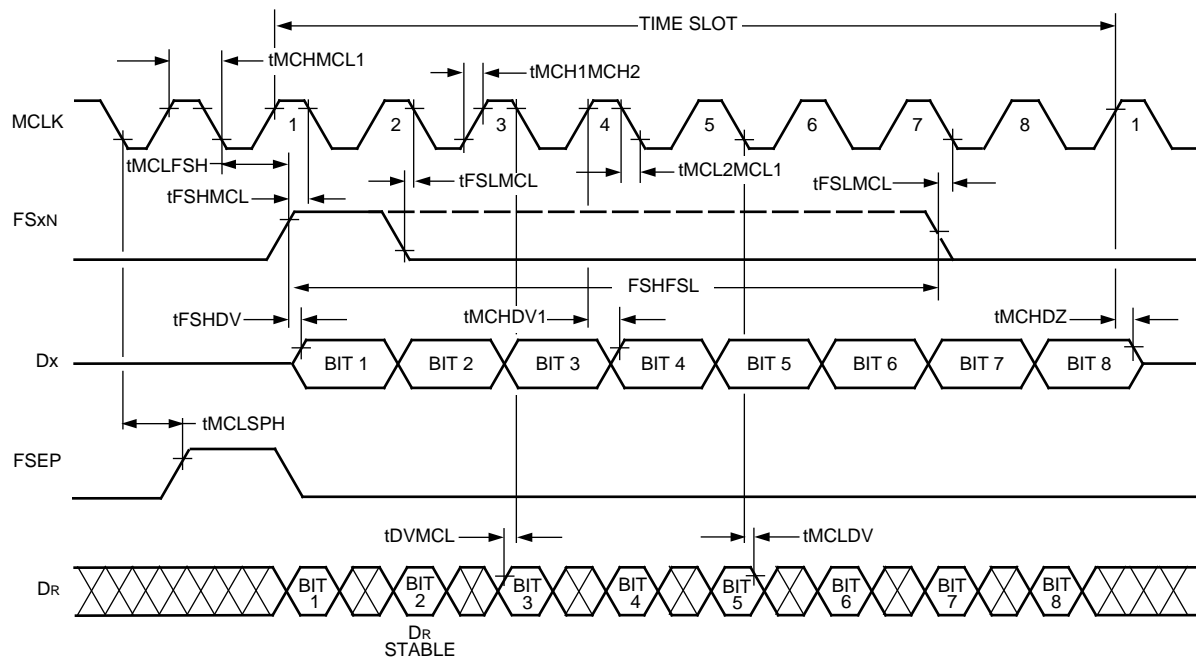 TIME SLOT
tMCHMCL1
tMCH1MCH2
MCLK
1 2 3 4 5 6 7 8 1
tMCLFSH
tFSLMCL
tMCL2MCL1
tFSLMCL
tFSHMCL
FSXN
FSHFSL
tFSHDV
tMCHDV1
tMCHDZ
DX
BIT 1 BIT 2 BIT 3 BIT 4 BIT 5 BIT 6 BIT 7 BIT 8
tMCLSPH
FSEP
tDVMCL
tMCLDV
DR
BIT 1 BIT 2 BIT 3 BIT 4 BIT 5 BIT 6 BIT 7 BIT 8
DR
STABLE